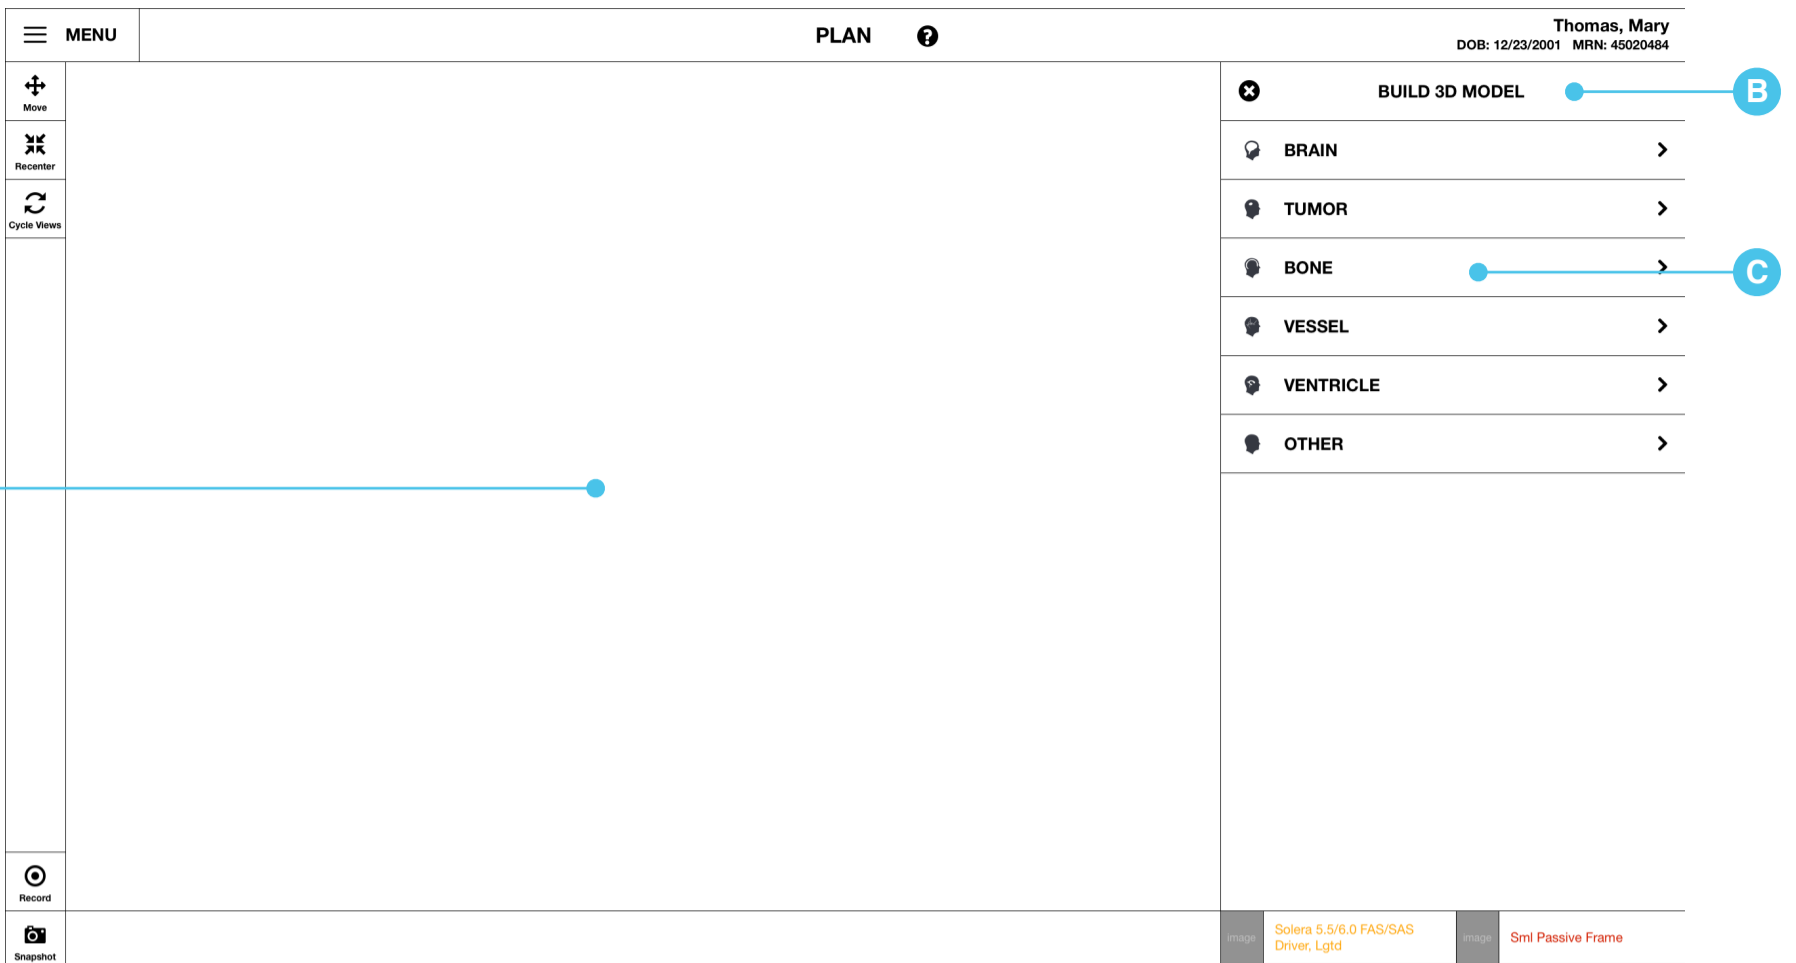 MENU
PLAN
?
Thomas, Mary
DOB: 12/23/2001 MRN: 45020484
Move
Recenter
Cycle Views
BUILD 3D MODEL
B
BRAIN
TUMOR
BONE
C
VESSEL
VENTRICLE
OTHER
Record
Snapshot
image
Solera 5.5/6.0 FAS/SAS
Driver, Lgtd
image
Sml Passive Frame